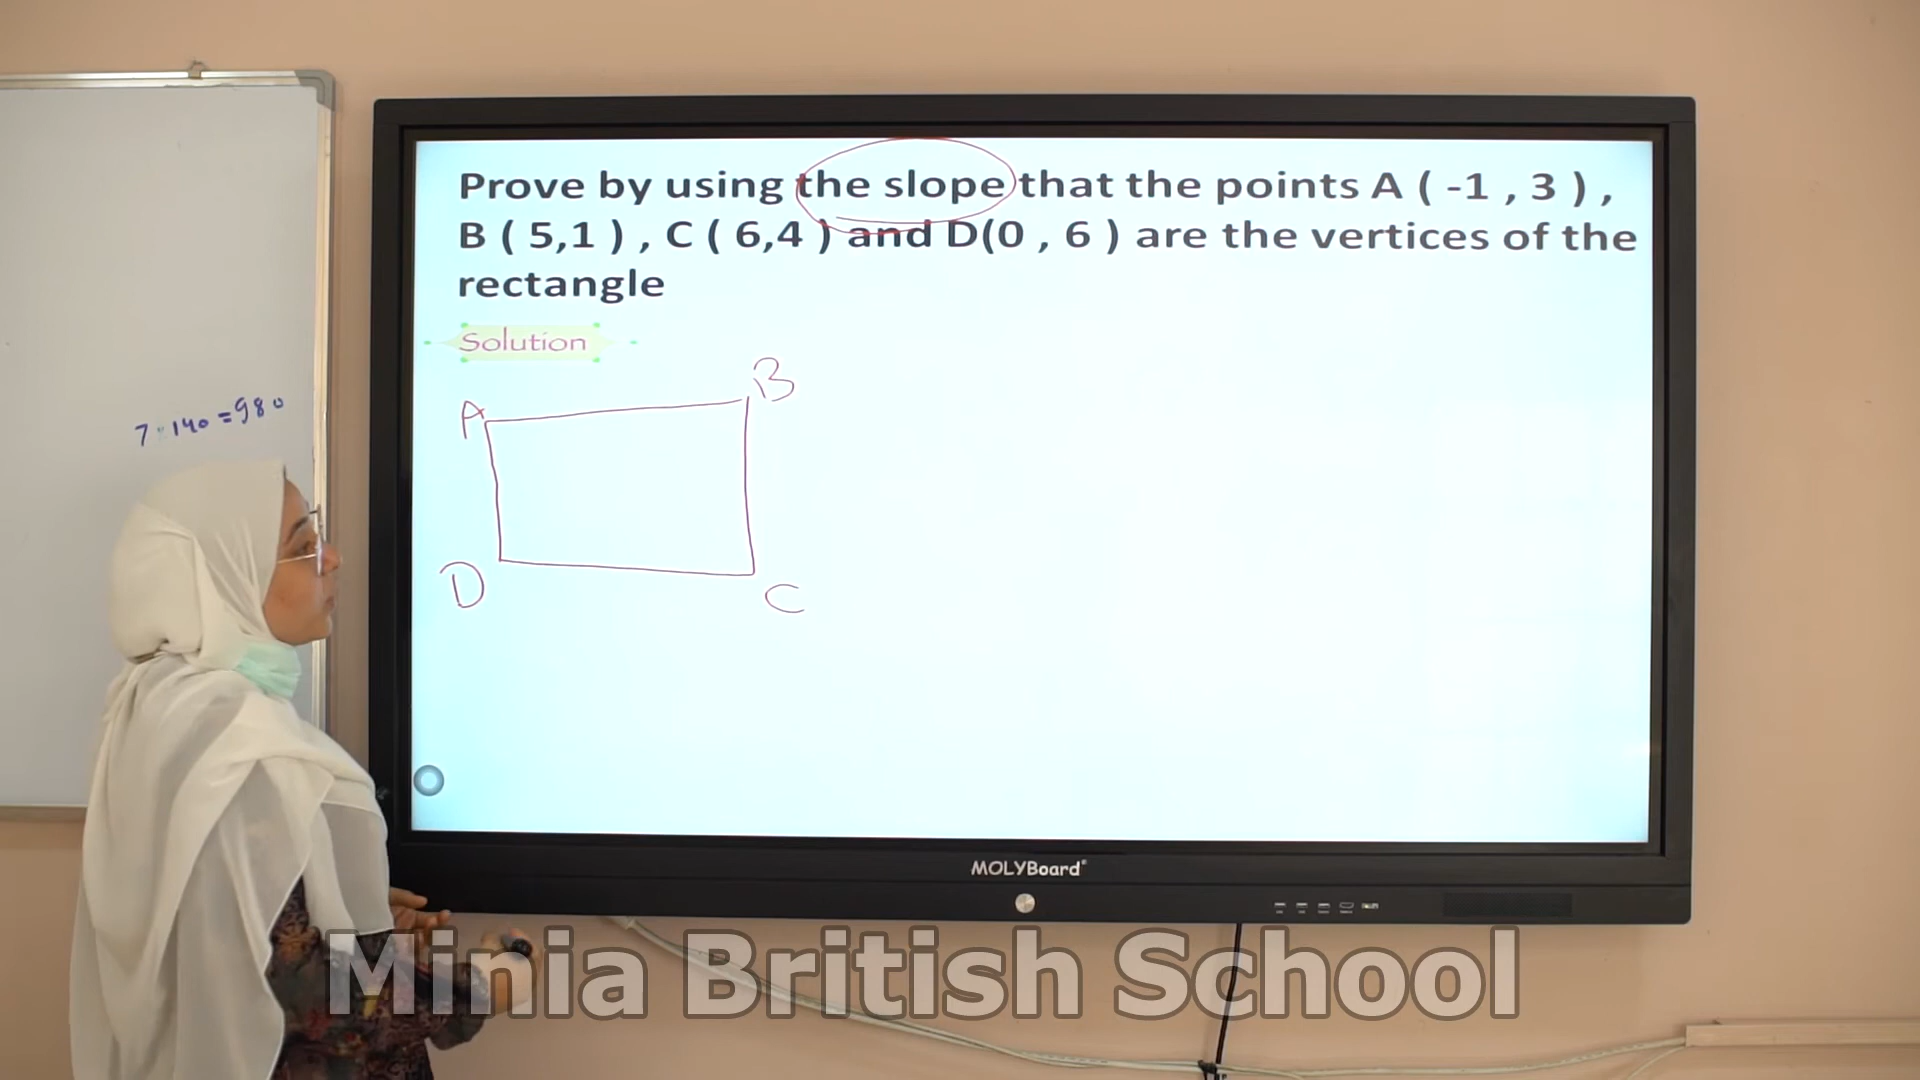 Prove by using the slope that the points A ( -1 , 3 ) ,
B ( 5,1 ) , C ( 6,4 ) and D(0 , 6 ) are the vertices of the
rectangle
Solution
A
B
D
C
7 × 140 = 980
MOLYBoard
Minia British School